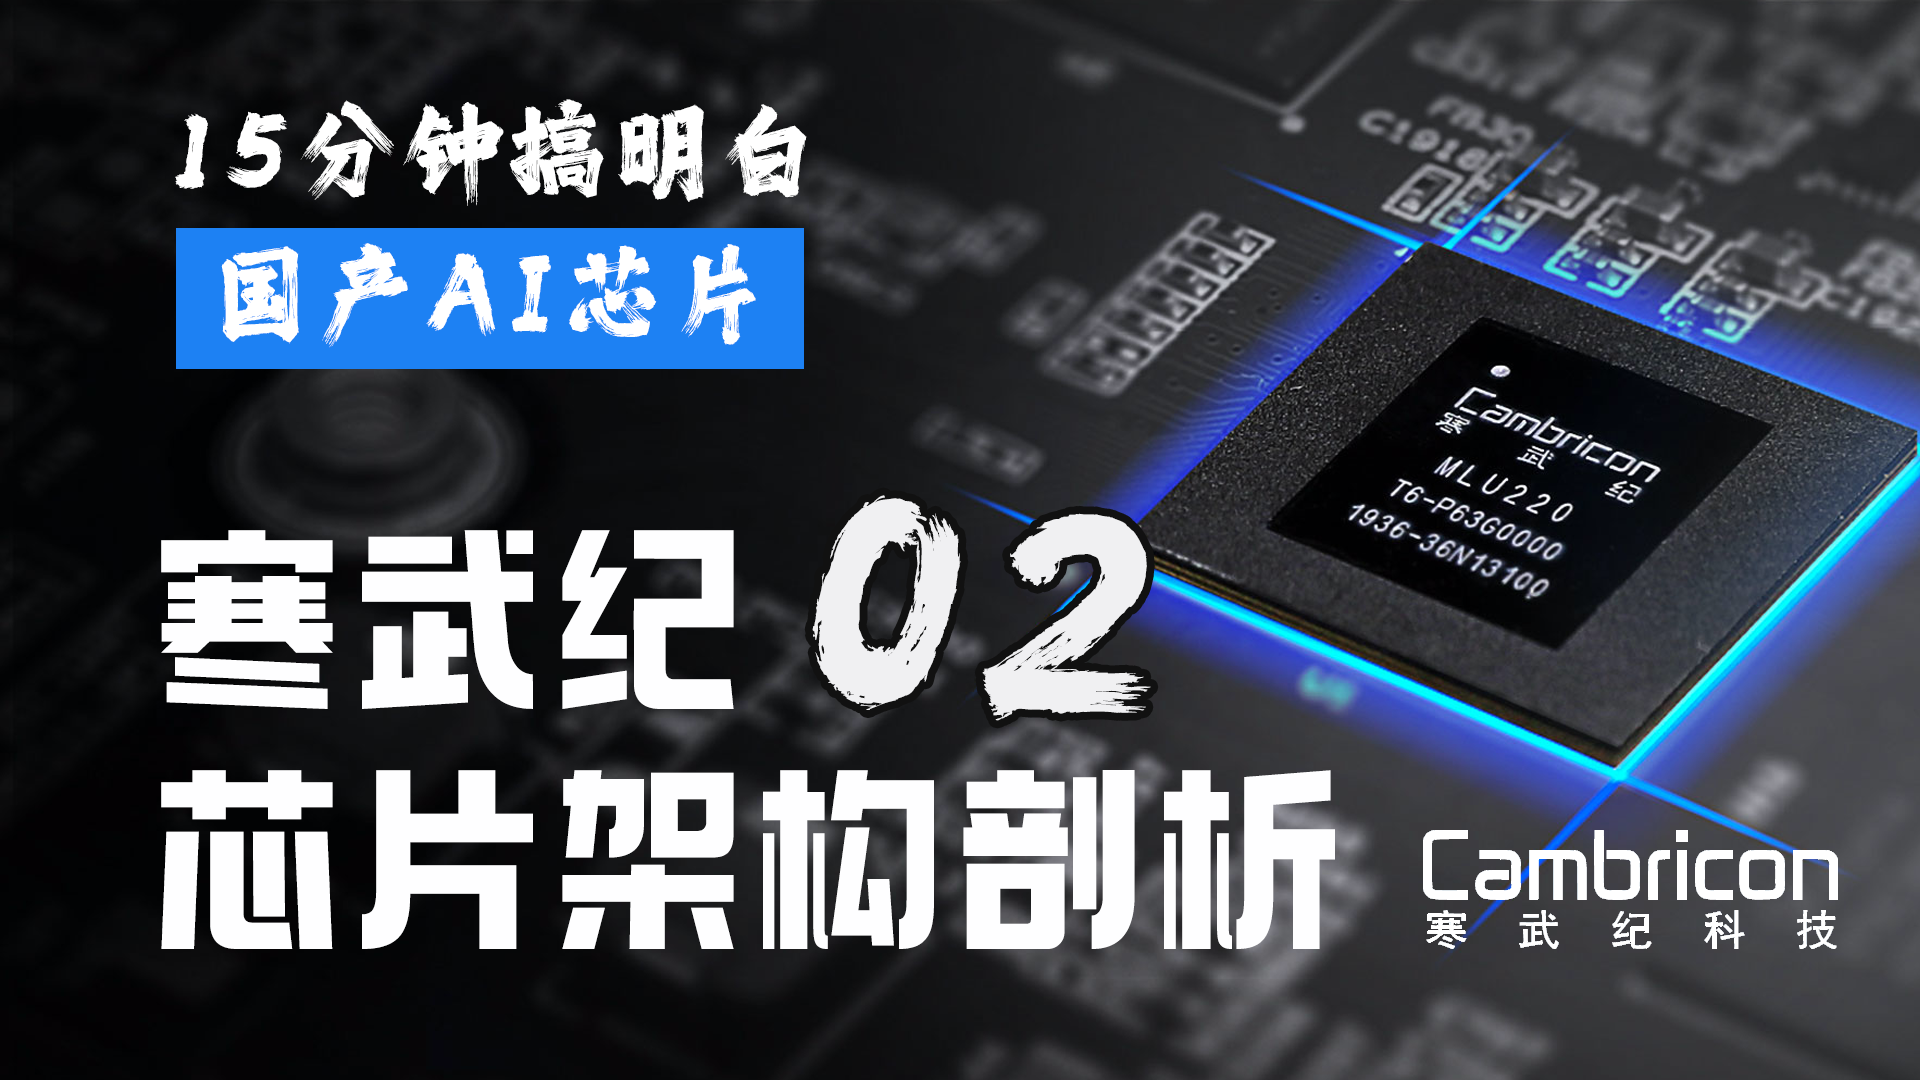 15分钟搞明白
国产AI芯片
寒武纪 02
芯片架构剖析
Cambricon
寒武纪
MLU220
T6-P63G0000
1936-36N13100
Cambricon
寒武纪科技